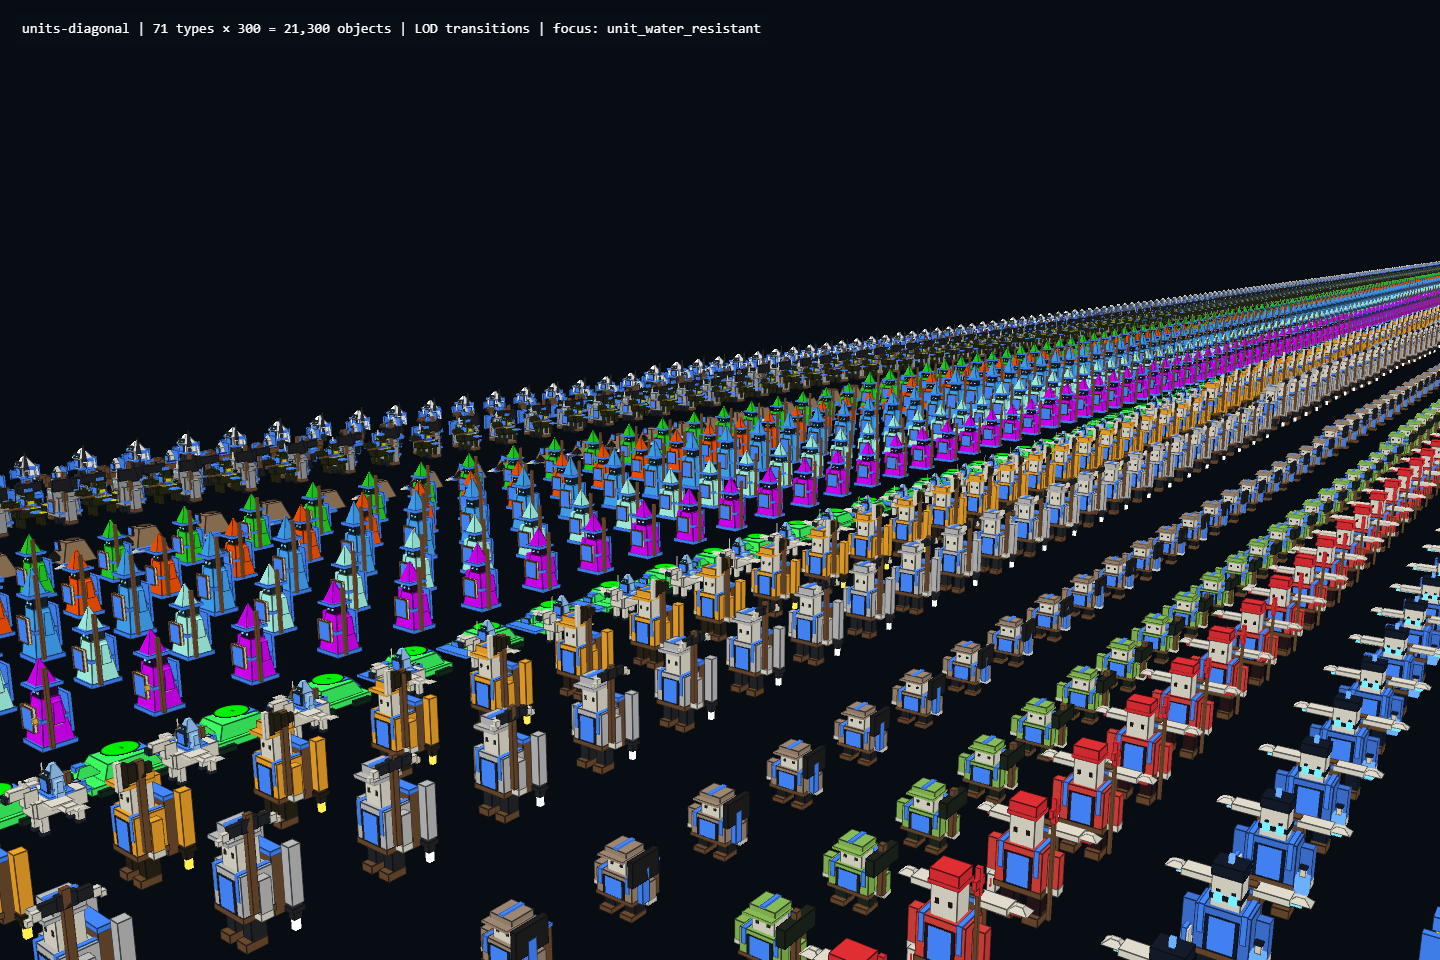 units-diagonal | 71 types × 300 = 21,300 objects | LOD transitions | focus: unit_water_resistant